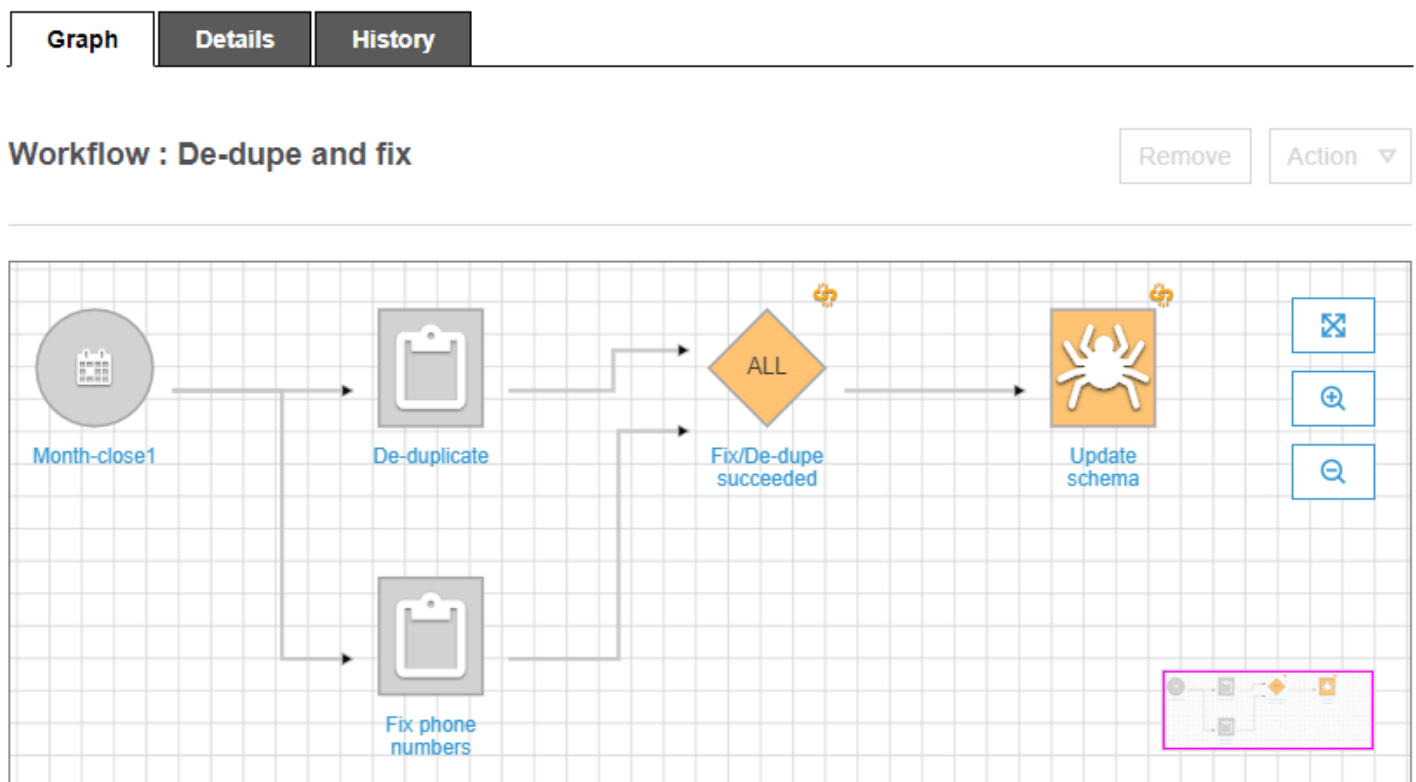 Graph
Details
History
Workflow : De-dupe and fix
Remove
Action
ALL
Month-close1
De-duplicate
Fix/De-dupe
succeeded
Update
schema
Fix phone
numbers